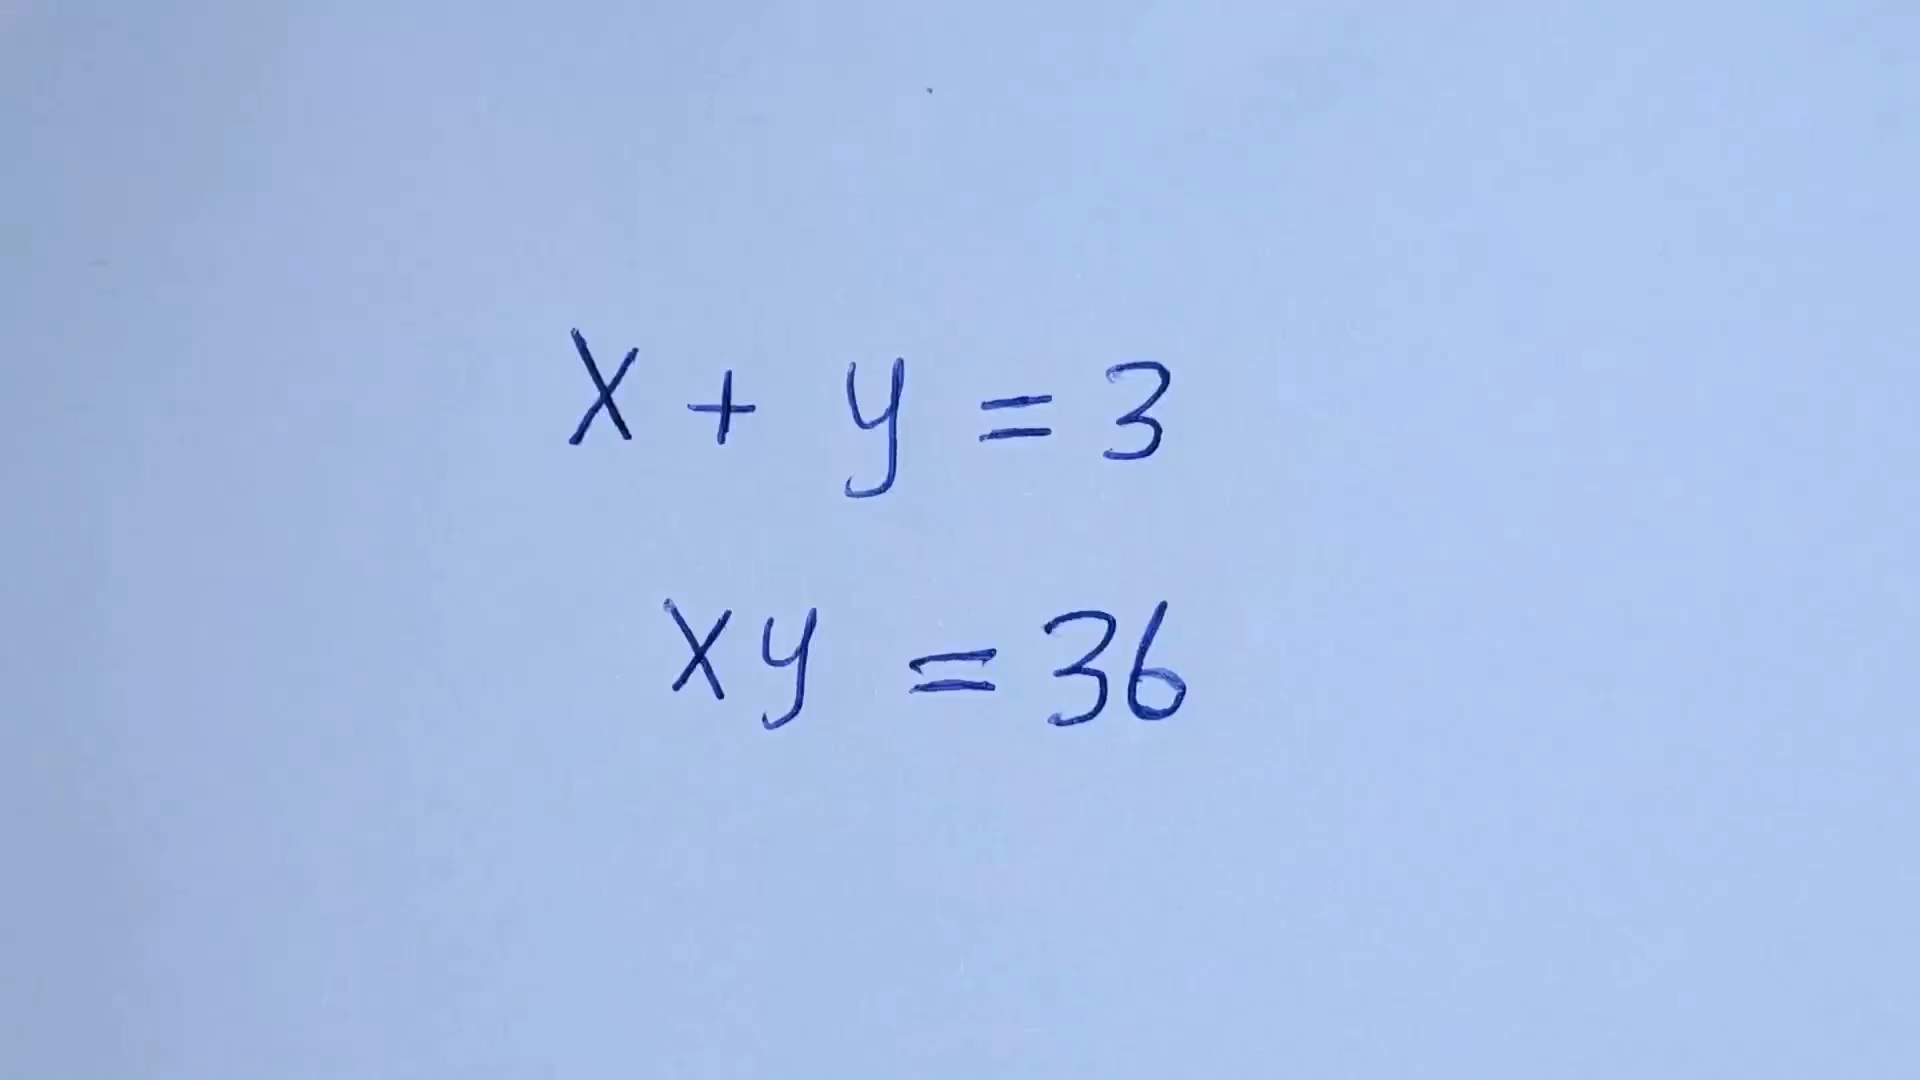 x + y = 3
xy = 36